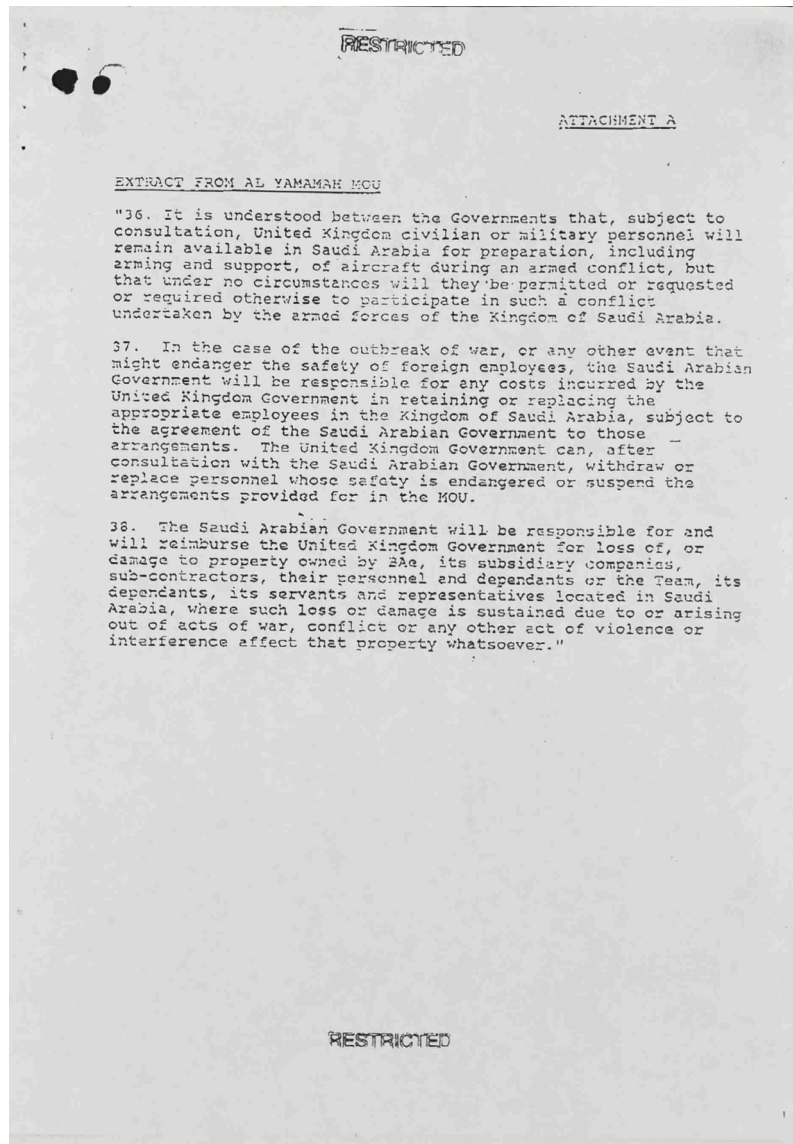 RESTRICTED
ATTACHMENT A
EXTRACT FROM AL YAMAMAH MOU
"36. It is understood between the Governments that, subject to
consultation, United Kingdom civilian or military personnel will
remain available in Saudi Arabia for preparation, including
arming and support, of aircraft during an armed conflict, but
that under no circumstances will they be permitted or requested
or required otherwise to participate in such a conflict
undertaken by the armed forces of the Kingdom of Saudi Arabia.
37. In the case of the outbreak of war, or any other event that
might endanger the safety of foreign employees, the Saudi Arabian
Government will be responsible for any costs incurred by the
United Kingdom Government in retaining or replacing the
appropriate employees in the Kingdom of Saudi Arabia, subject to
the agreement of the Saudi Arabian Government to those
arrangements. The United Kingdom Government can, after
consultation with the Saudi Arabian Government, withdraw or
replace personnel whose safety is endangered or suspend the
arrangements provided for in the MOU.
38. The Saudi Arabian Government will be responsible for and
will reimburse the United Kingdom Government for loss of, or
damage to property owned by BAe, its subsidiary companies,
sub-contractors, their personnel and dependants or the Team, its
dependants, its servants and representatives located in Saudi
Arabia, where such loss or damage is sustained due to or arising
out of acts of war, conflict or any other act of violence or
interference affect that property whatsoever."
RESTRICTED